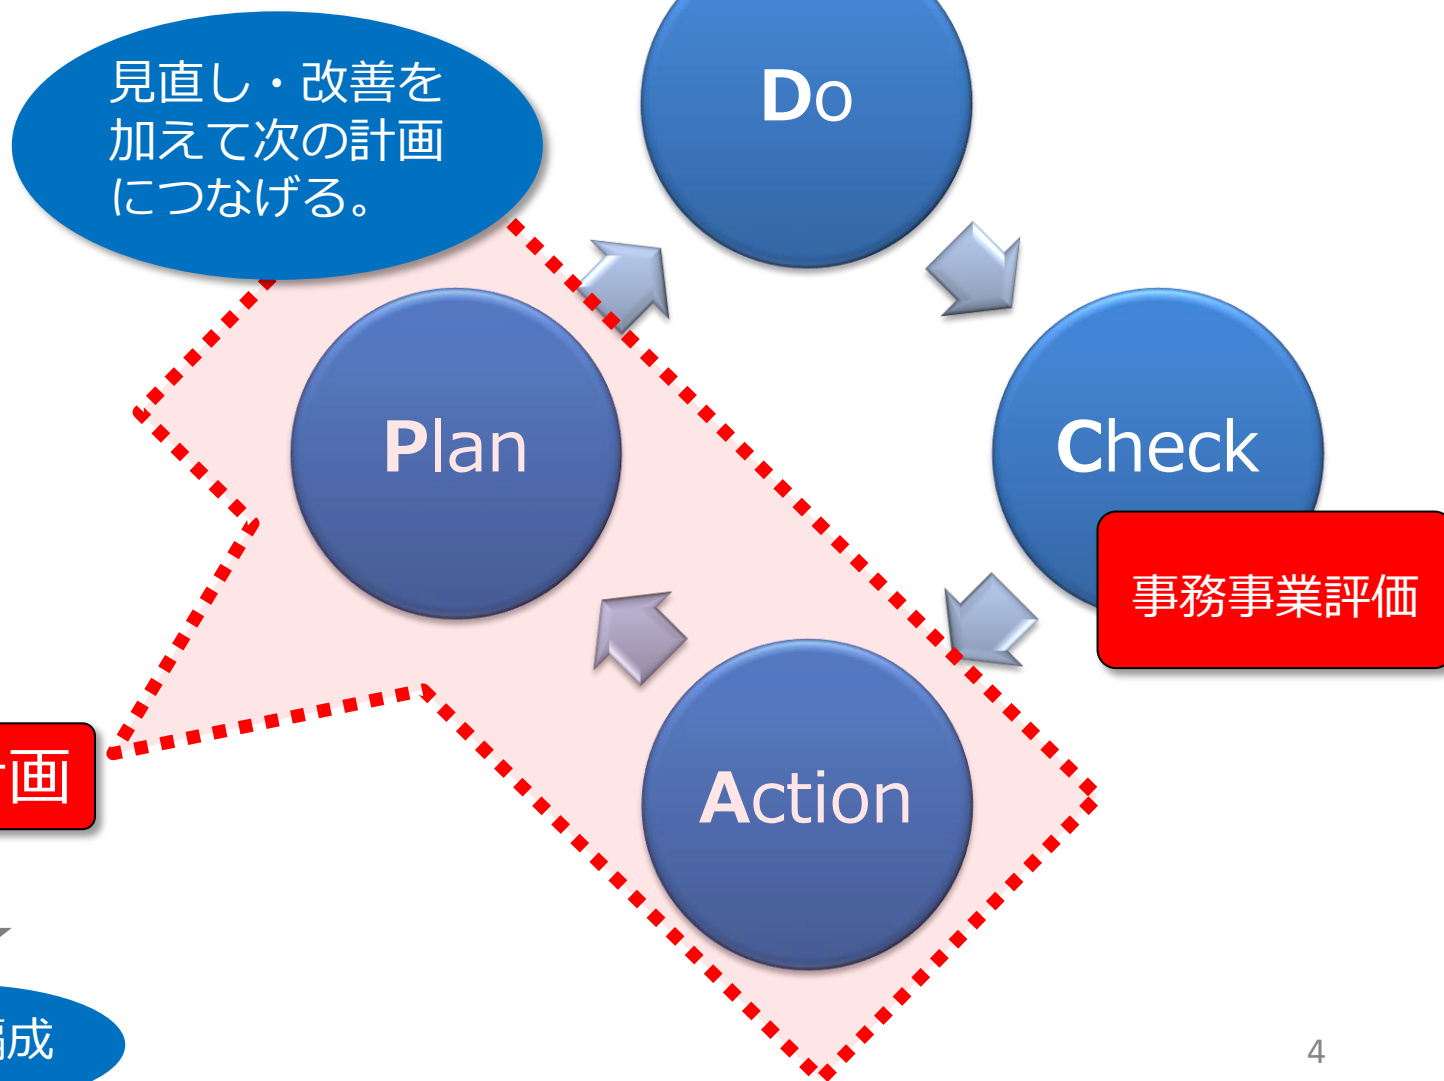 見直し・改善を
加えて次の計画
につなげる。
Do
Plan
Check
事務事業評価
画
Action
成
4